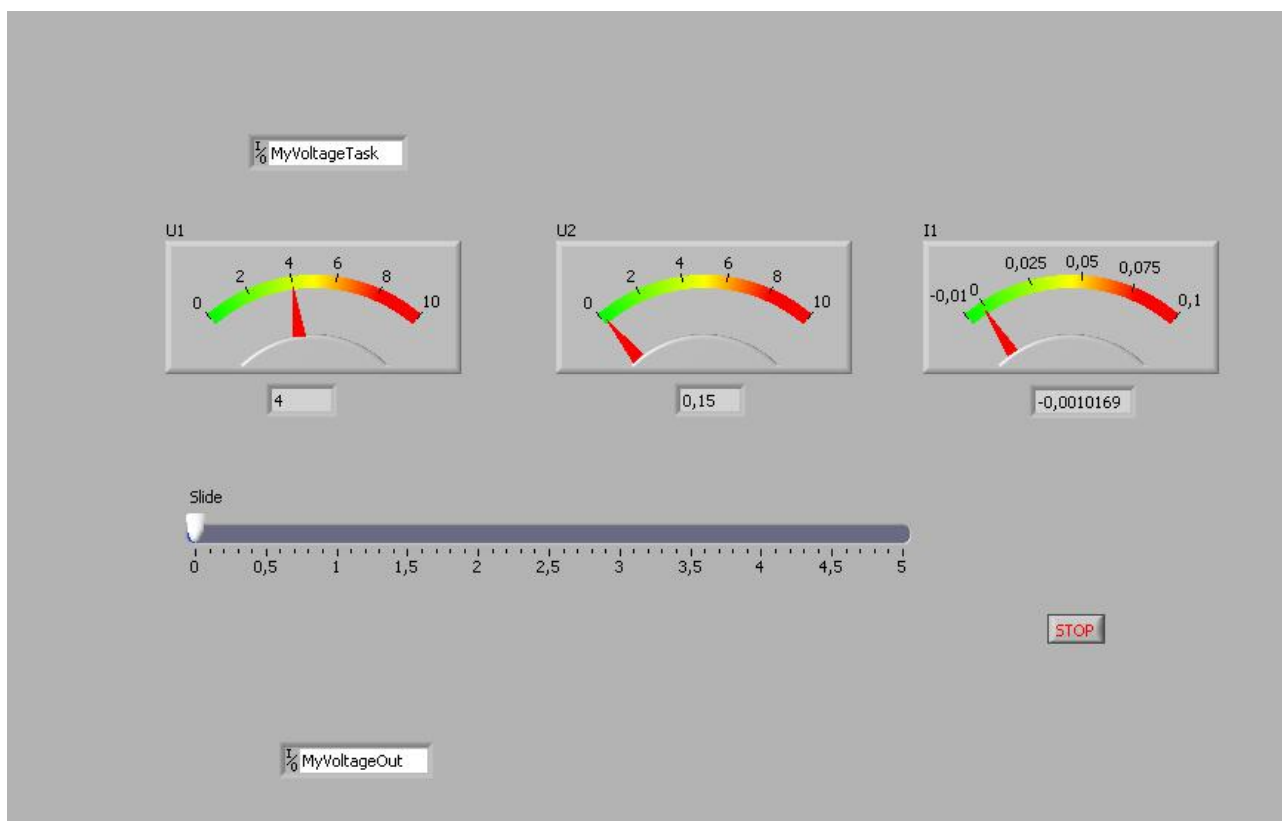 I/O MyVoltageTask
U1
U2
I1
0 2 4 6 8 10
0 2 4 6 8 10
-0,01 0 0,025 0,05 0,075 0,1
4
0,15
-0,0010169
Slide
0 0,5 1 1,5 2 2,5 3 3,5 4 4,5 5
STOP
I/O MyVoltageOut